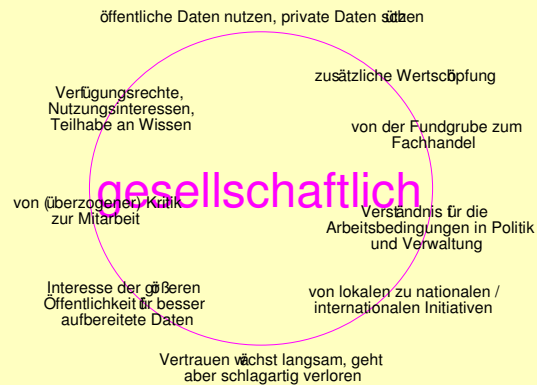 öffentliche Daten nutzen, private Daten schützen
zusätzliche Wertschöpfung
von der Fundgrube zum
Fachhandel
Verständnis für die
Arbeitsbedingungen in Politik
und Verwaltung
von lokalen zu nationalen /
internationalen Initiativen
Vertrauen wächst langsam, geht
aber schlagartig verloren
Interesse der größeren
Öffentlichkeit für besser
aufbereitete Daten
von (überzogener) Kritik
zur Mitarbeit
Verfügungsrechte,
Nutzungsinteressen,
Teilhabe an Wissen
gesellschaftlich